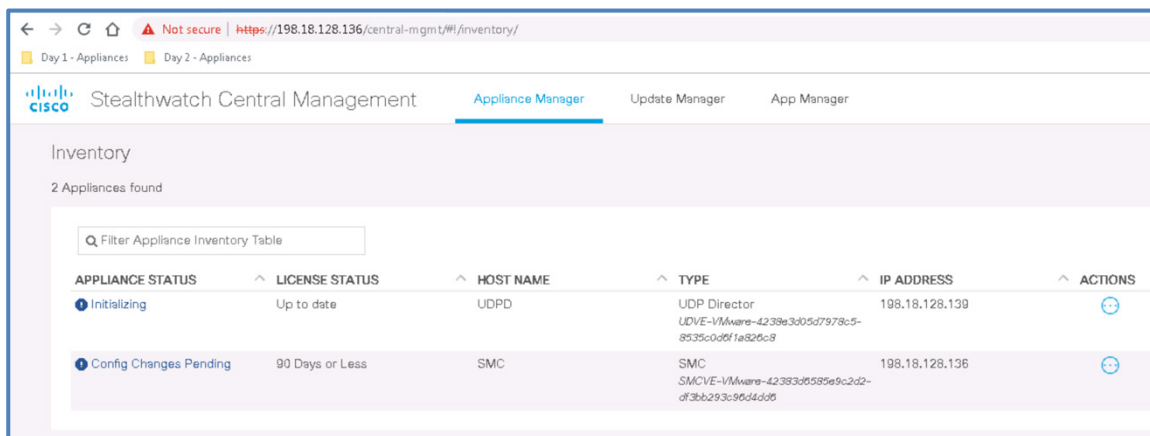 Not secure | https://198.18.128.136/central-mgmt/#!/inventory/
Day 1 - Appliances Day 2 - Appliances
CISCO Stealthwatch Central Management Appliance Manager Update Manager App Manager
Inventory
2 Appliances found
Filter Appliance Inventory Table
APPLIANCE STATUS LICENSE STATUS HOST NAME TYPE IP ADDRESS ACTIONS
Initializing Up to date UDPD UDP Director 198.18.128.139
UDVE-VMware-4238e3d05d7978c5-
8535c0d6f1a826c8
Config Changes Pending 90 Days or Less SMC SMC 198.18.128.136
SMCVE-VMware-42383d6585e9c2d2-
df3bb293c96d4dd6